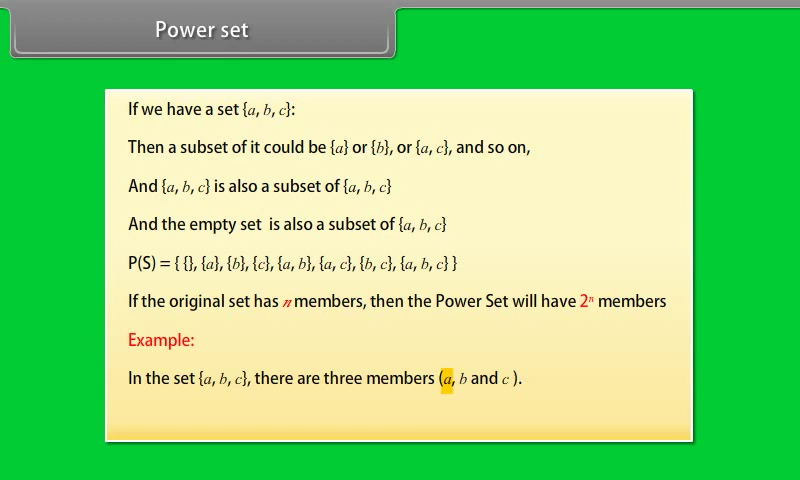 Power set
If we have a set {a, b, c}:
Then a subset of it could be {a} or {b}, or {a, c}, and so on,
And {a, b, c} is also a subset of {a, b, c}
And the empty set is also a subset of {a, b, c}
P(S) = { {}, {a}, {b}, {c}, {a, b}, {a, c}, {b, c}, {a, b, c} }
If the original set has n members, then the Power Set will have 2ⁿ members
Example:
In the set {a, b, c}, there are three members (a, b and c ).